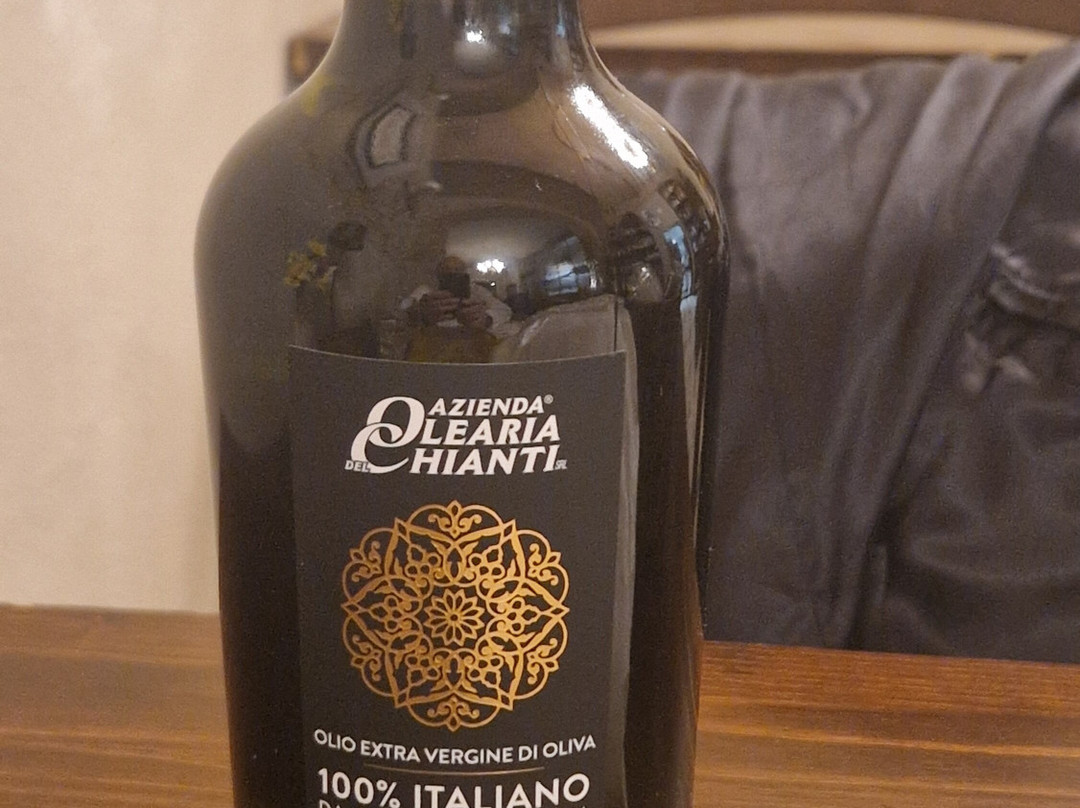 AZIENDA®
OLEARIA
DEL CHIANTI SRL
OLIO EXTRA VERGINE DI OLIVA
100% ITALIANO